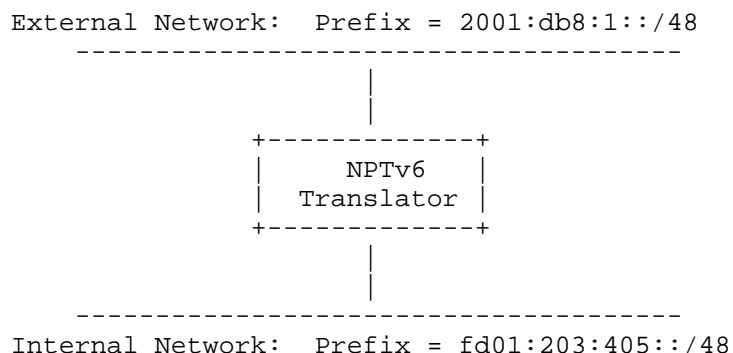 External Network:  Prefix = 2001:db8:1::/48
NPTv6
Translator
Internal Network:  Prefix = fd01:203:405::/48